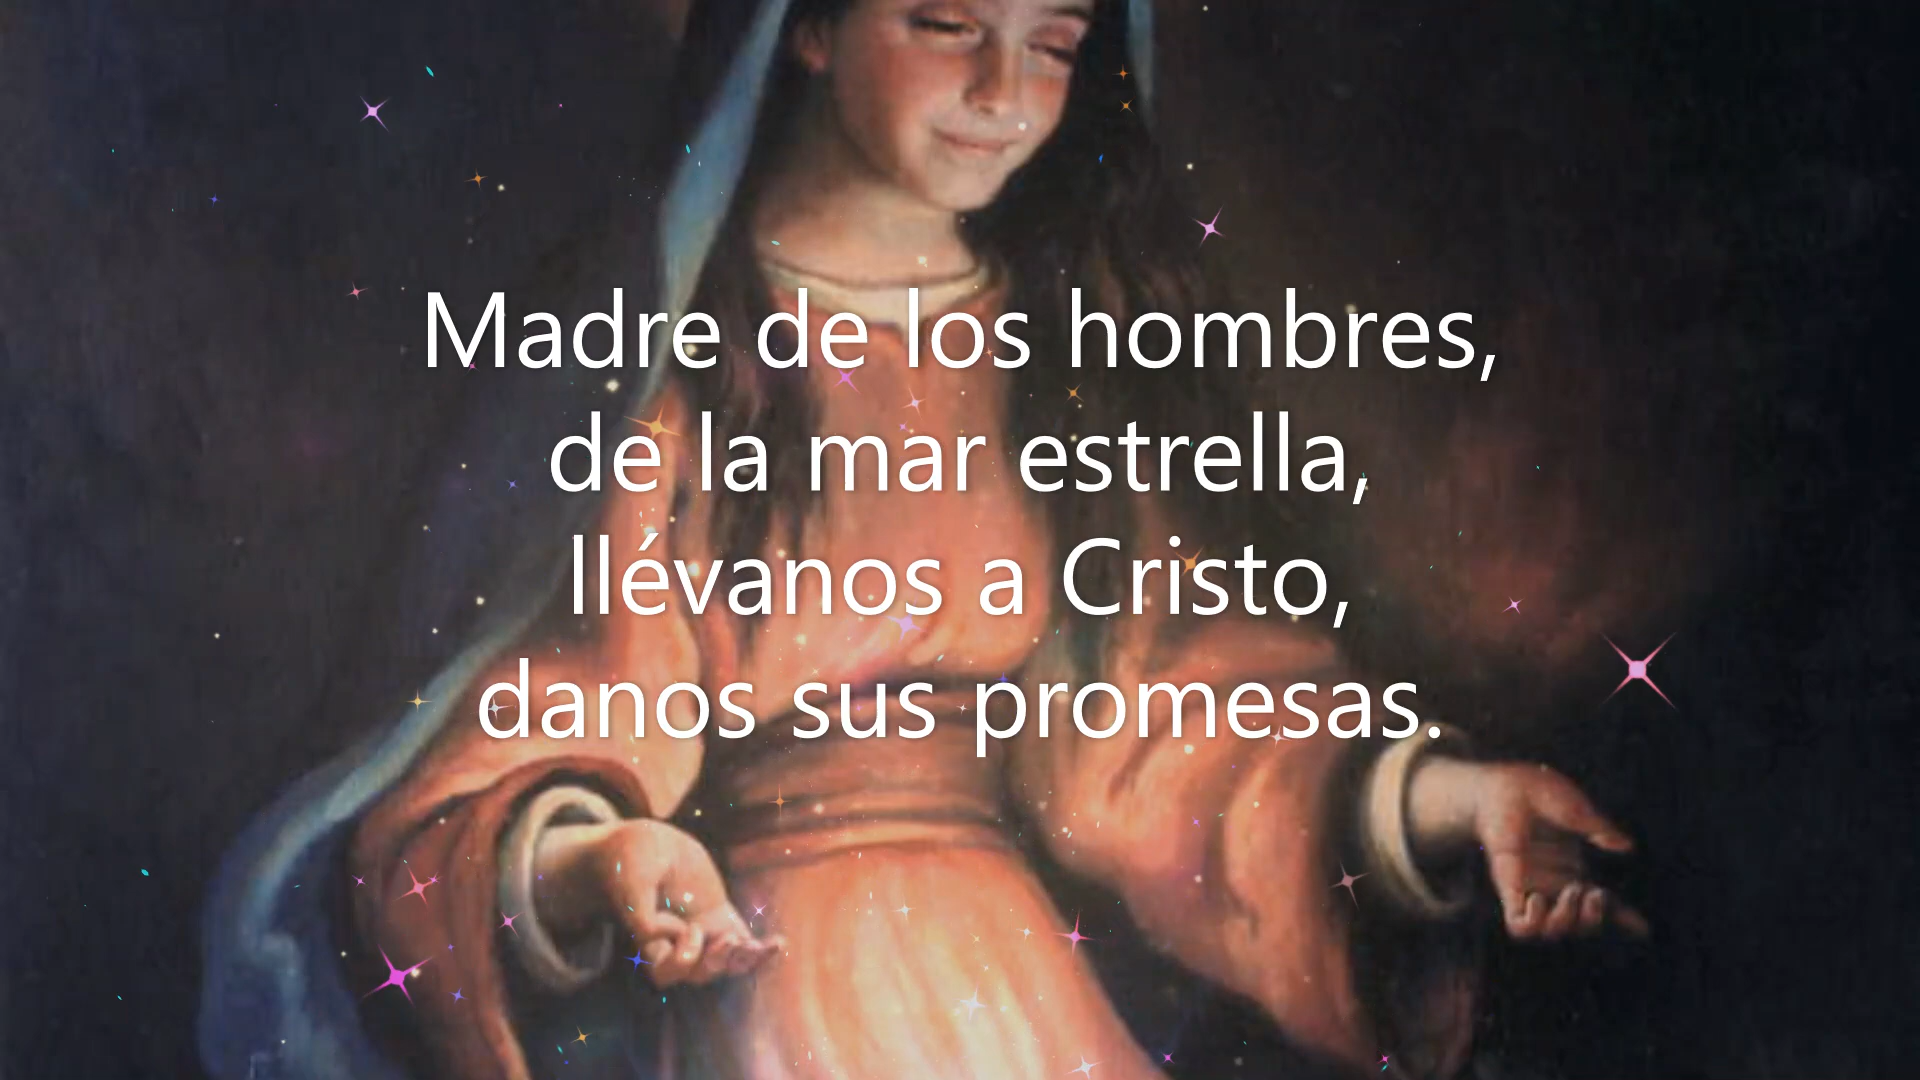 Madre de los hombres,
de la mar estrella,
llévanos a Cristo,
danos sus promesas.